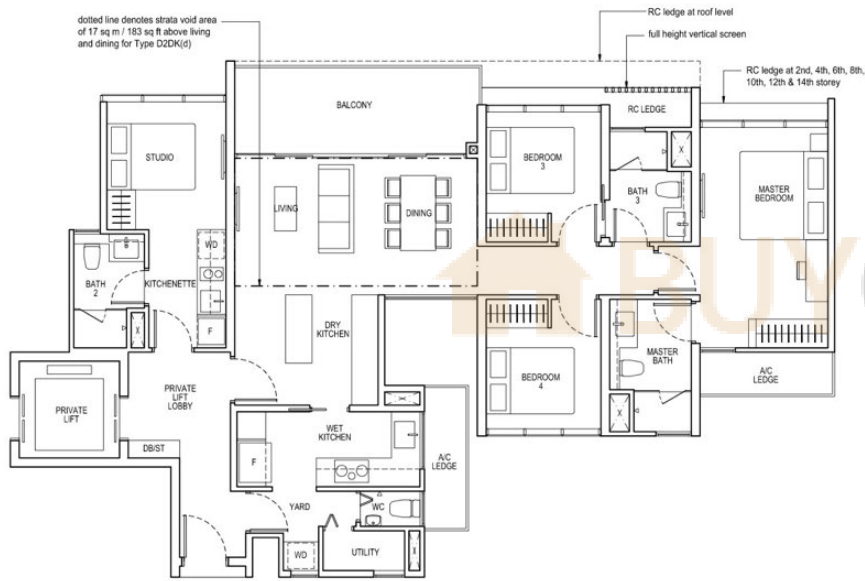 dotted line denotes strata void area
of 17 sq m / 183 sq ft above living
and dining for Type D2DK(d)
RC ledge at roof level
full height vertical screen
RC ledge at 2nd, 4th, 6th, 8th,
10th, 12th & 14th storey
BALCONY
RC LEDGE
STUDIO
BEDROOM
3
X
BATH
3
MASTER
BEDROOM
LIVING
DINING
WD
BATH
2
KITCHENETTE
F
X
DRY
KITCHEN
BUY
BEDROOM
4
MASTER
BATH
X
A/C
LEDGE
PRIVATE
LIFT
PRIVATE
LIFT
LOBBY
DB/ST
X
WET
KITCHEN
F
A/C
LEDGE
YARD
WC
WD
UTILITY
X